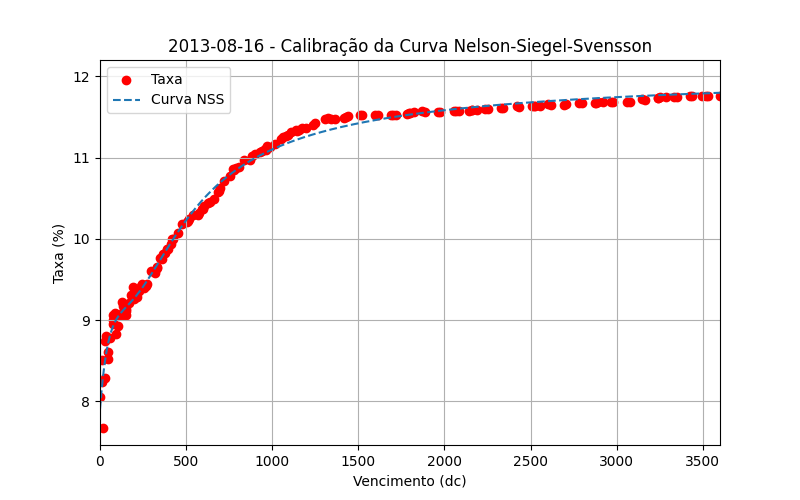 2013-08-16 - Calibração da Curva Nelson-Siegel-Svensson
Taxa
Curva NSS
12
11
10
9
8
Taxa (%)
0 500 1000 1500 2000 2500 3000 3500
Vencimento (dc)